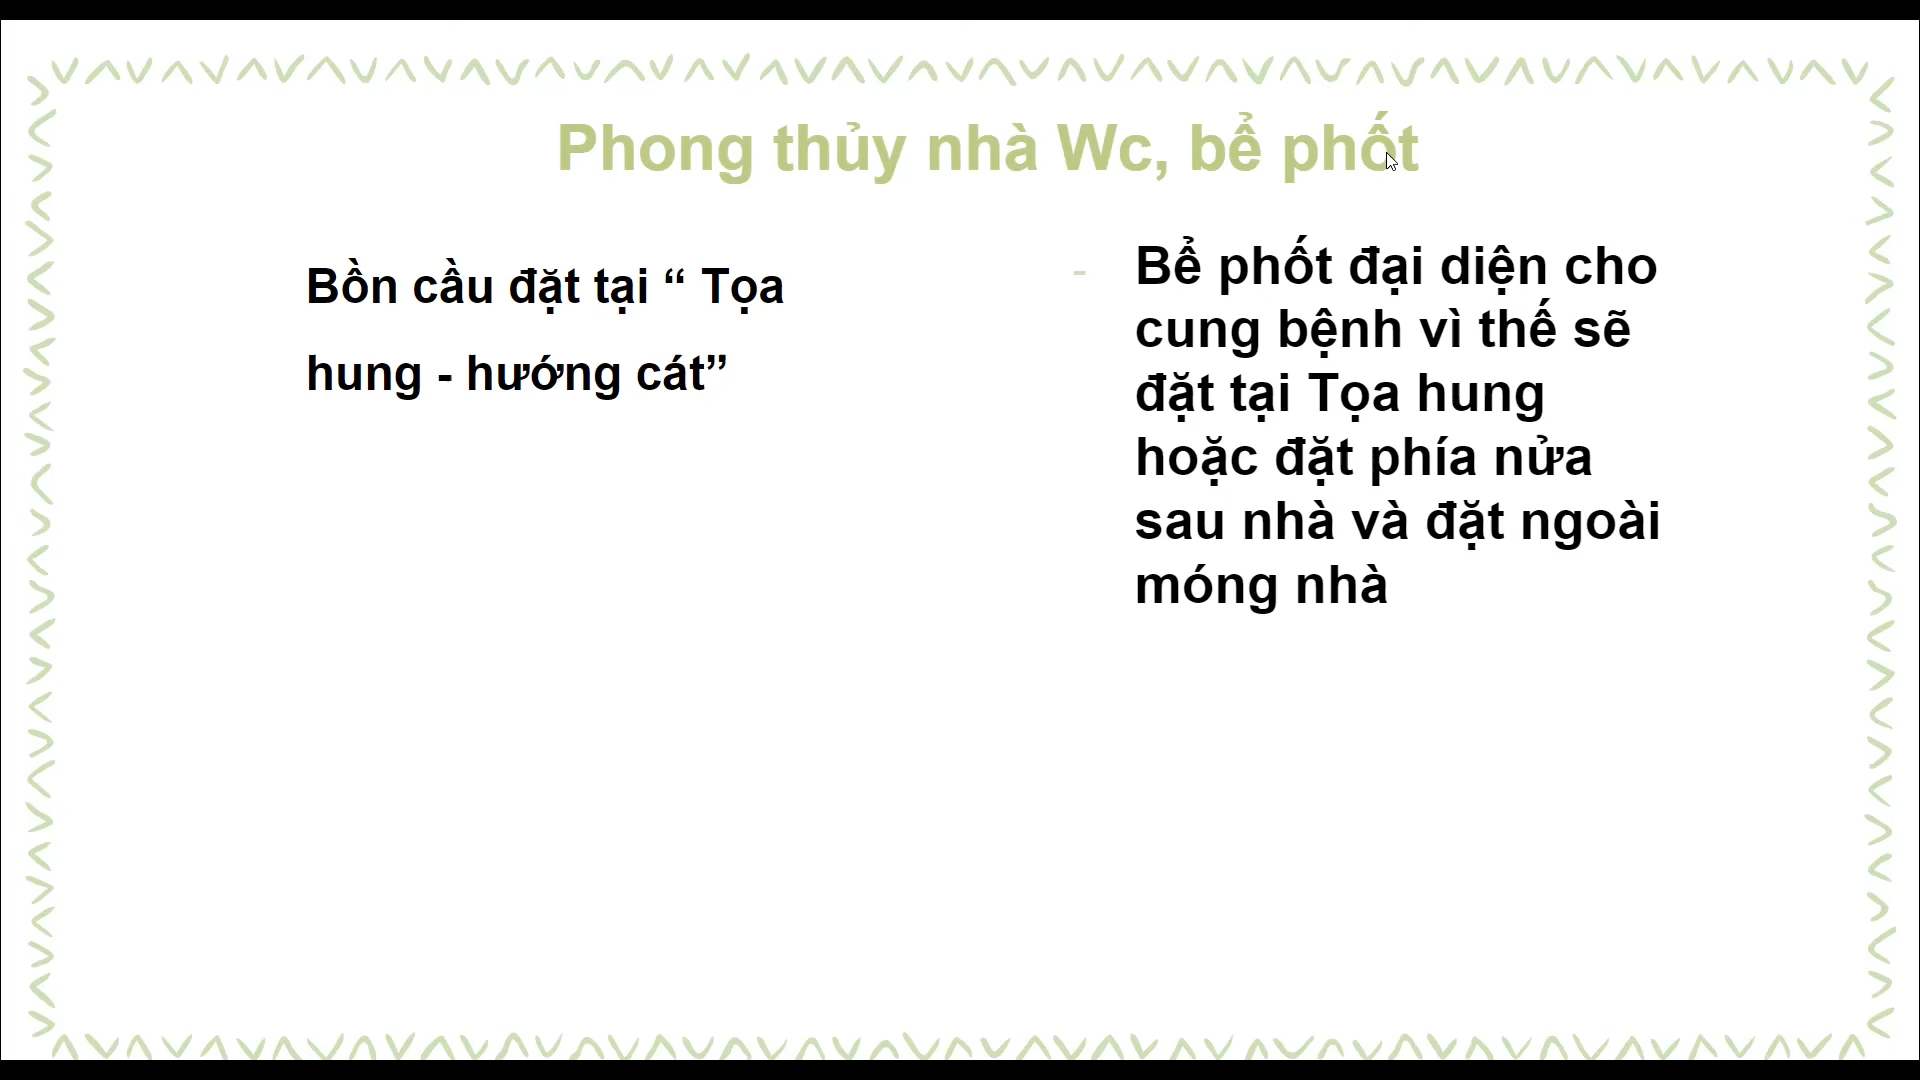 Phong thủy nhà Wc, bể phốt
Bồn cầu đặt tại “ Tọa
hung - hướng cát”
- Bể phốt đại diện cho
cung bệnh vì thế sẽ
đặt tại Tọa hung
hoặc đặt phía nửa
sau nhà và đặt ngoài
móng nhà